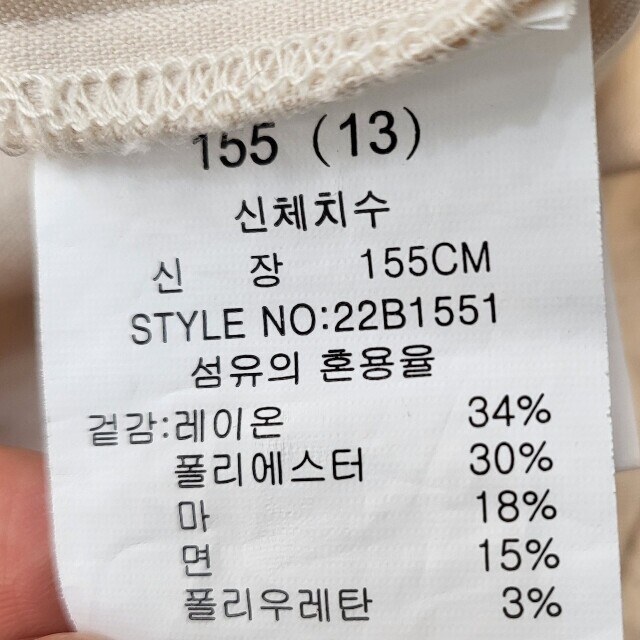 155 (13)
신체치수
신 장 155CM
STYLE NO:22B1551
섬유의 혼용율
겉감:레이온 34%
폴리에스터 30%
마 18%
면 15%
폴리우레탄 3%